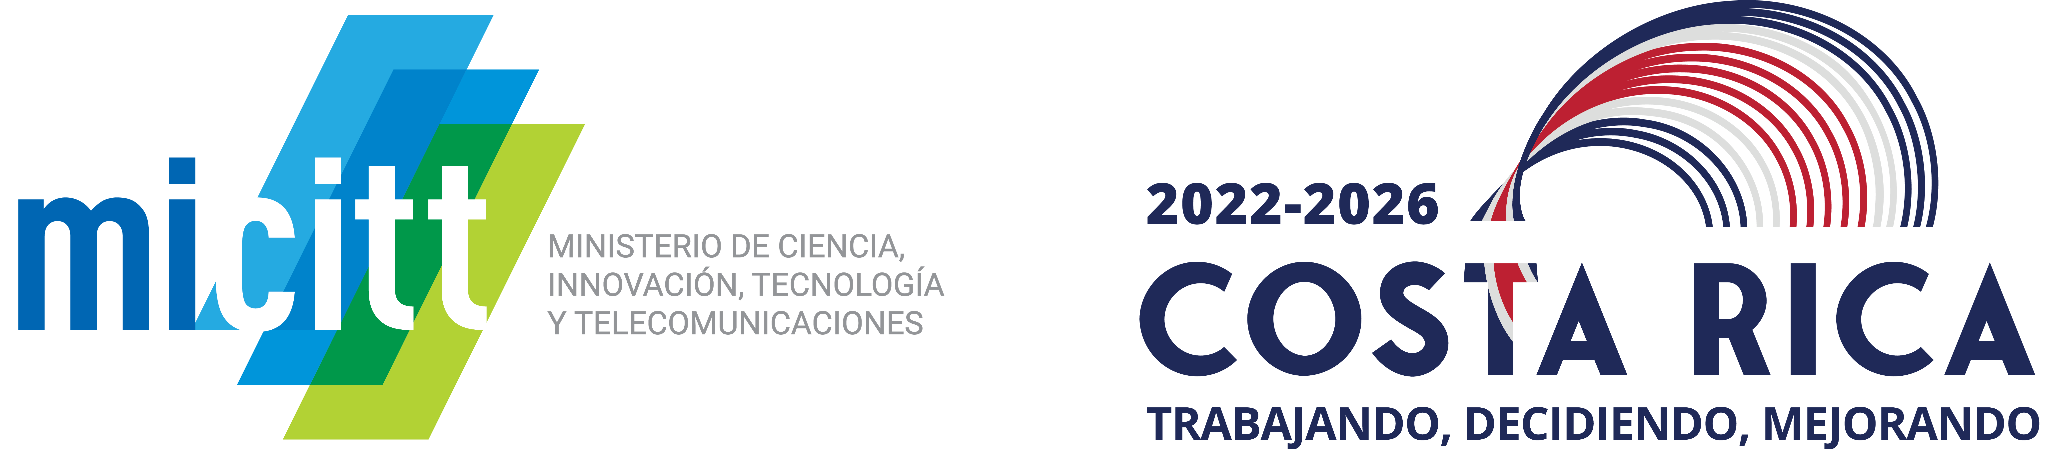 micitt
MINISTERIO DE CIENCIA,
INNOVACIÓN, TECNOLOGÍA
Y TELECOMUNICACIONES
2022-2026
COSTA RICA
TRABAJANDO, DECIDIENDO, MEJORANDO